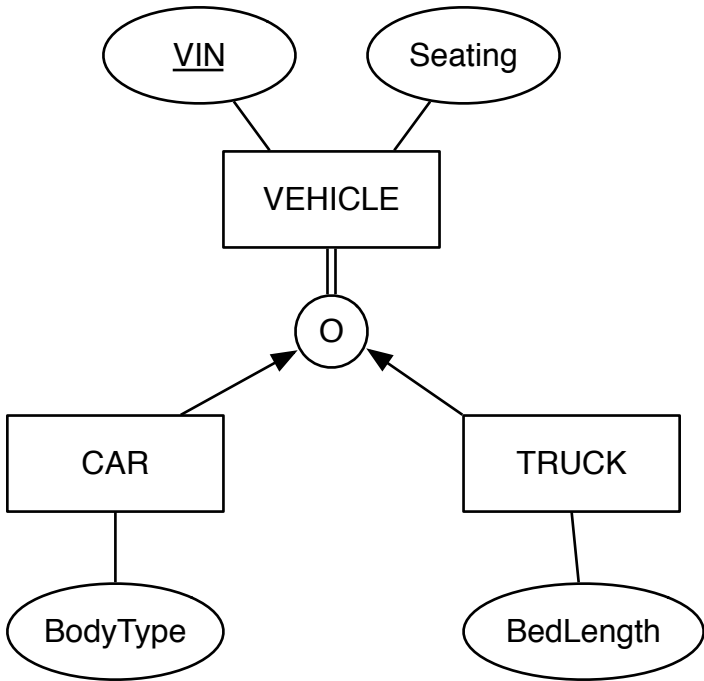 VIN
Seating
VEHICLE
O
CAR
TRUCK
BodyType
BedLength